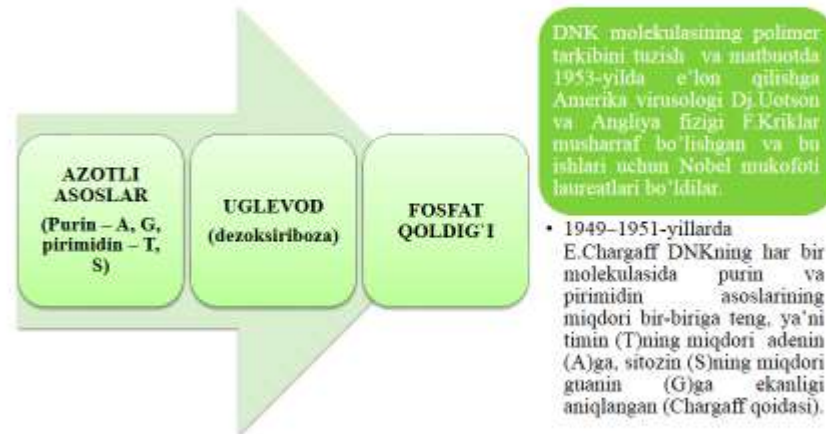 AZOTLI
ASOSLAR
(Purin – A, G,
pirimidin – T,
S)
UGLEVOD
(dezoksiriboza)
FOSFAT
QOLDIG`I
DNK molekulasining polimer
tarkibini tuzish va matbuotda
1953-yilda e’lon qilishga
Amerika virusologi Dj.Uotson
va Angliya fizigi F.Kriklar
musharraf bo’lishgan va bu
ishlari uchun Nobel mukofoti
laureatlari bo’ldilar.
• 1949–1951-yillarda
E.Chargaff DNKning har bir
molekulasida purin va
pirimidin asoslarining
miqdori bir-biriga teng, ya’ni
timin (T)ning miqdori adenin
(A)ga, sitozin (S)ning miqdori
guanin (G)ga ekanligi
aniqlangan (Chargaff qoidasi).